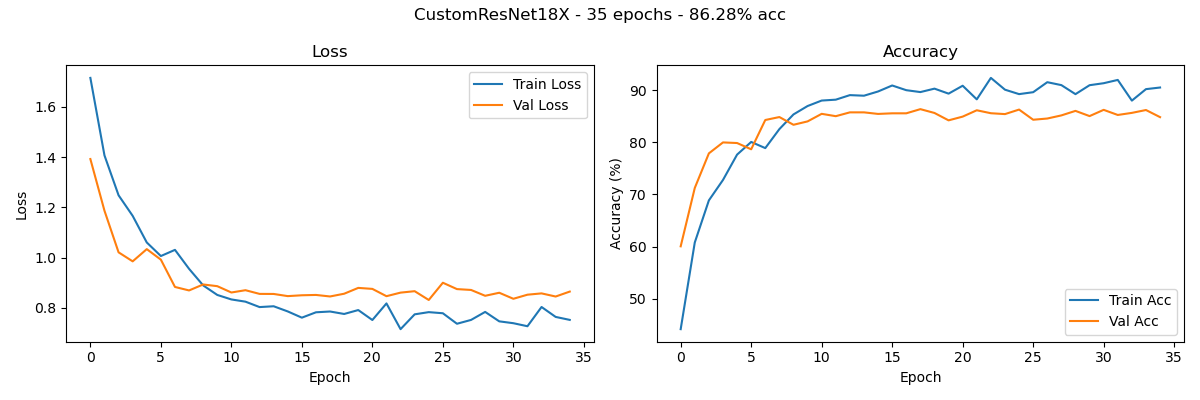 CustomResNet18X - 35 epochs - 86.28% acc
Loss
1.6
1.4
1.2
1.0
0.8
Loss
0 5 10 15 20 25 30 35
Epoch
Train Loss
Val Loss
Accuracy
90
80
70
60
50
Accuracy (%)
0 5 10 15 20 25 30 35
Epoch
Train Acc
Val Acc